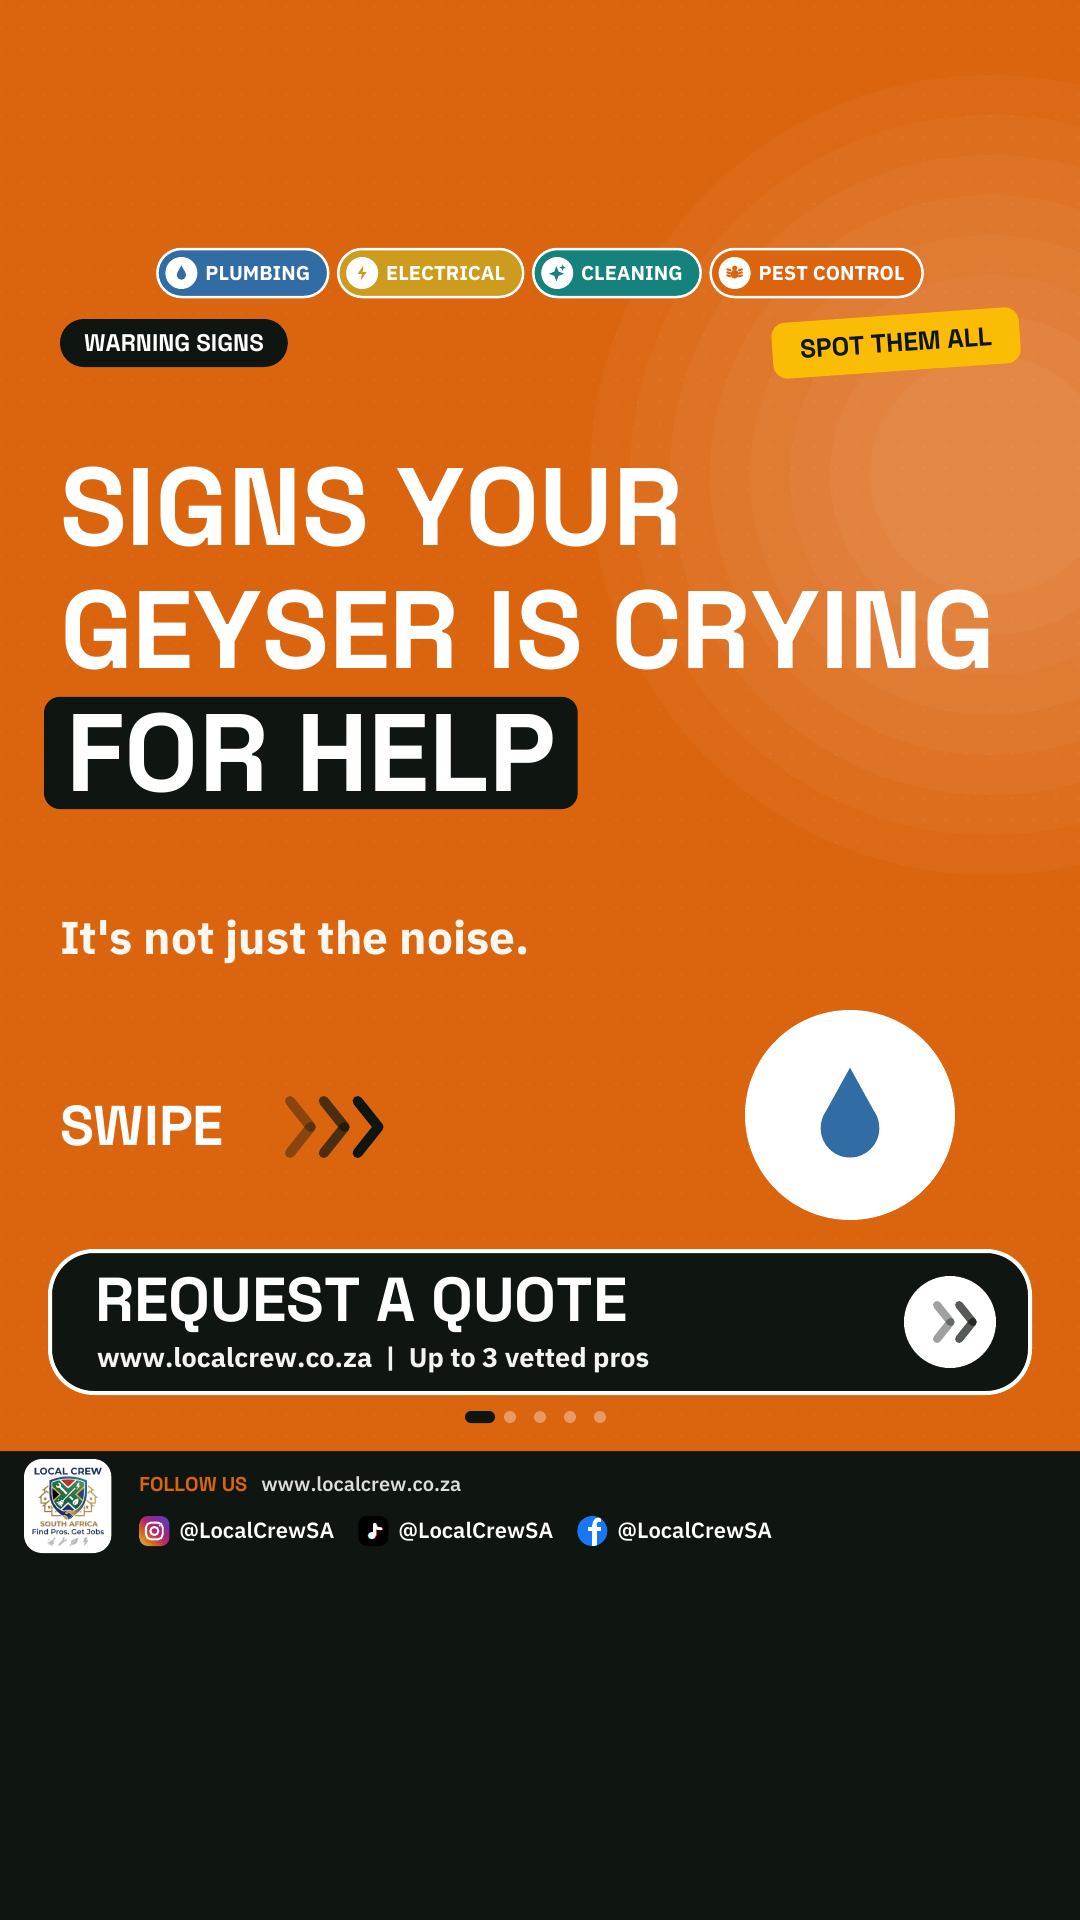 PLUMBING
ELECTRICAL
CLEANING
PEST CONTROL
WARNING SIGNS
SPOT THEM ALL
SIGNS YOUR
GEYSER IS CRYING
FOR HELP
It's not just the noise.
SWIPE
REQUEST A QUOTE
www.localcrew.co.za | Up to 3 vetted pros
LOCAL CREW
SOUTH AFRICA
Find Pros. Get Jobs
FOLLOW US www.localcrew.co.za
@LocalCrewSA @LocalCrewSA @LocalCrewSA